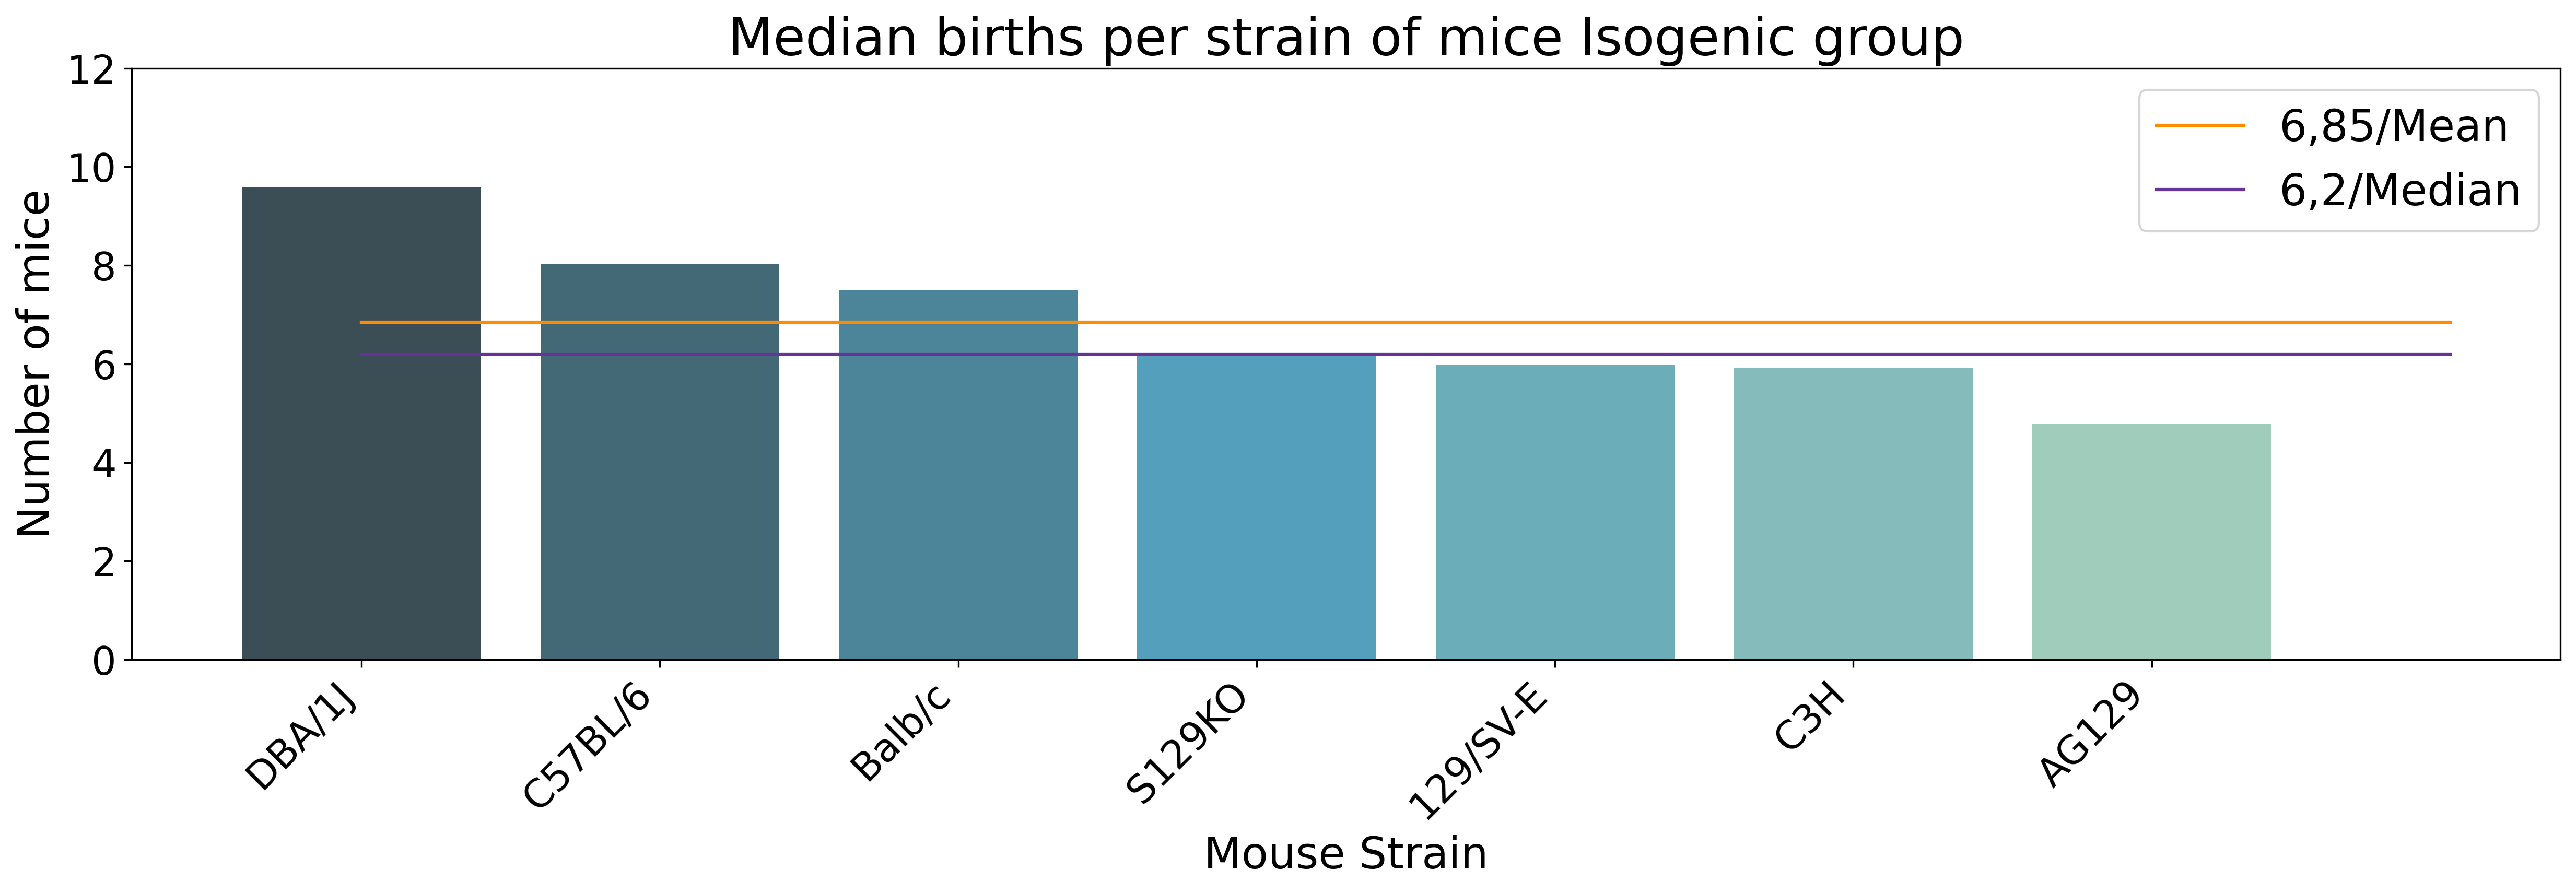 Median births per strain of mice Isogenic group
12
10
8
6
4
2
0
Number of mice
6,85/Mean
6,2/Median
DBA/1J
C57BL/6
Balb/c
S129KO
129/SV-E
C3H
AG129
Mouse Strain